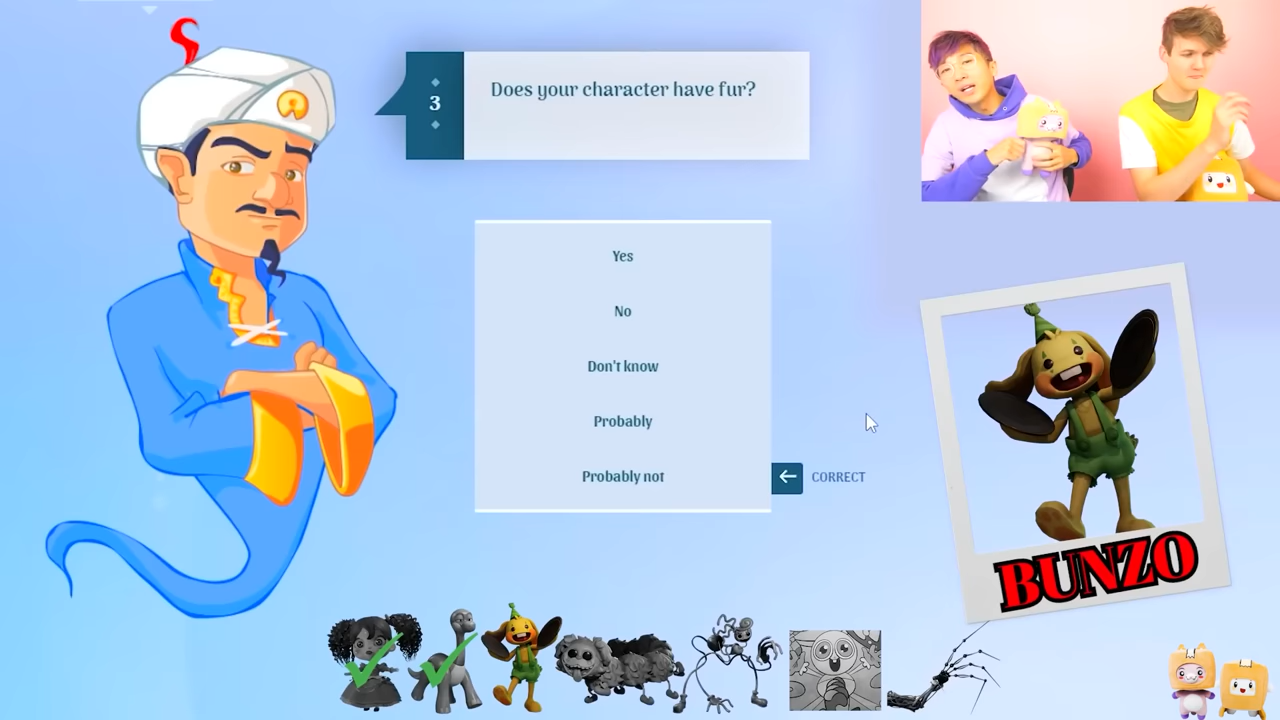 3
Does your character have fur?
Yes
No
Don't know
Probably
Probably not
CORRECT
BUNZO